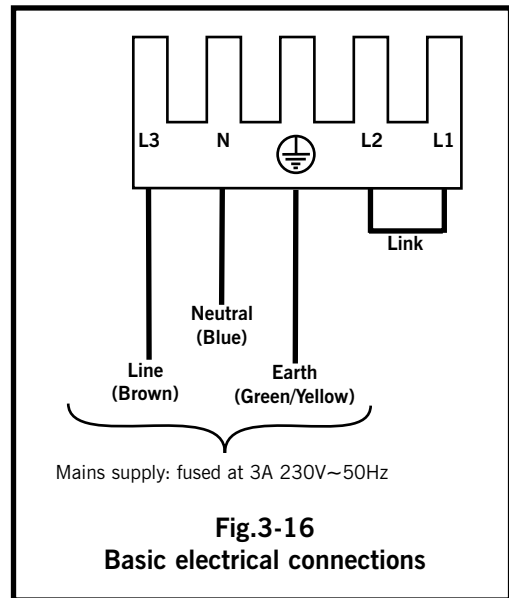 L3 N L2 L1
Link
Neutral
(Blue)
Line
(Brown)
Earth
(Green/Yellow)
Mains supply: fused at 3A 230V~50Hz
Fig.3-16
Basic electrical connections